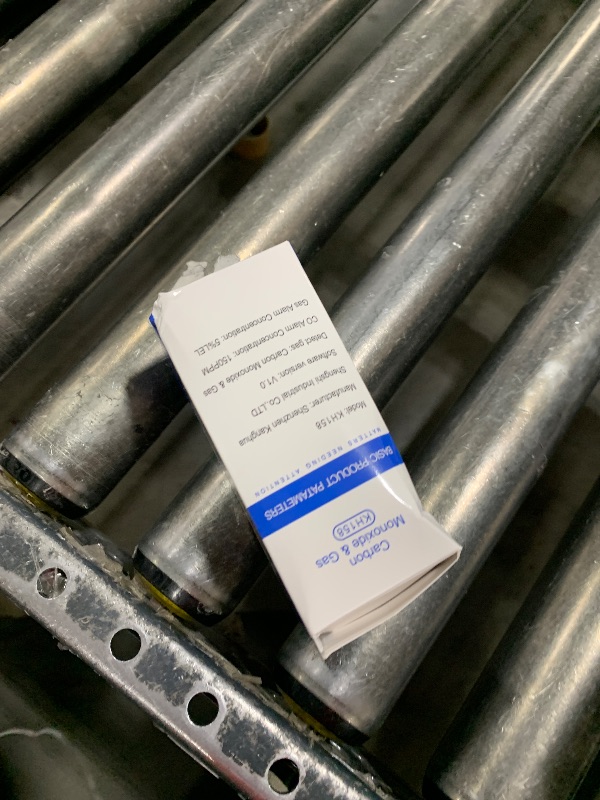 Carbon
Monoxide & Gas
KH158
BASIC PRODUCT PATAMETERS
MATTERS NEEDING ATTENTION
Model: KH158
Manufacturer: Shenzhen Kanghua
Shengshi Industrial Co.,LTD
Software version: V1.0
Detect gas: Carbon Monoxide & Gas
CO Alarm Concentration: 150PPM
Gas Alarm Concentration: 5%LEL